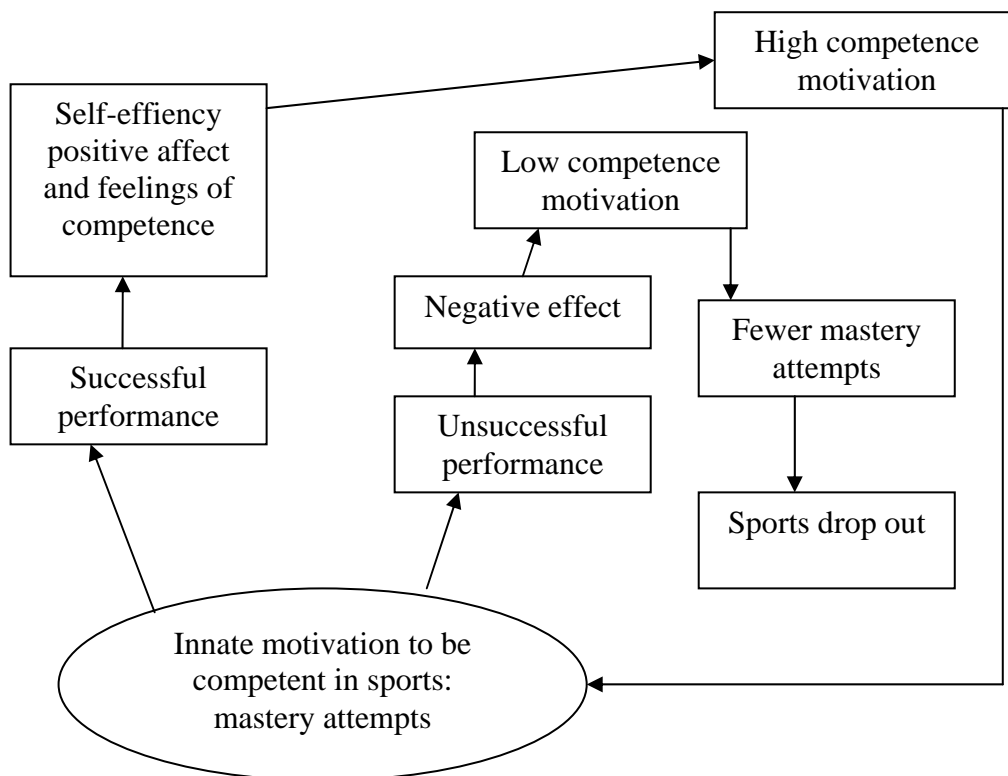 High competence
motivation
Self-effiency
positive affect
and feelings of
competence
Low competence
motivation
Negative effect
Fewer mastery
attempts
Successful
performance
Unsuccessful
performance
Sports drop out
Innate motivation to be
competent in sports:
mastery attempts